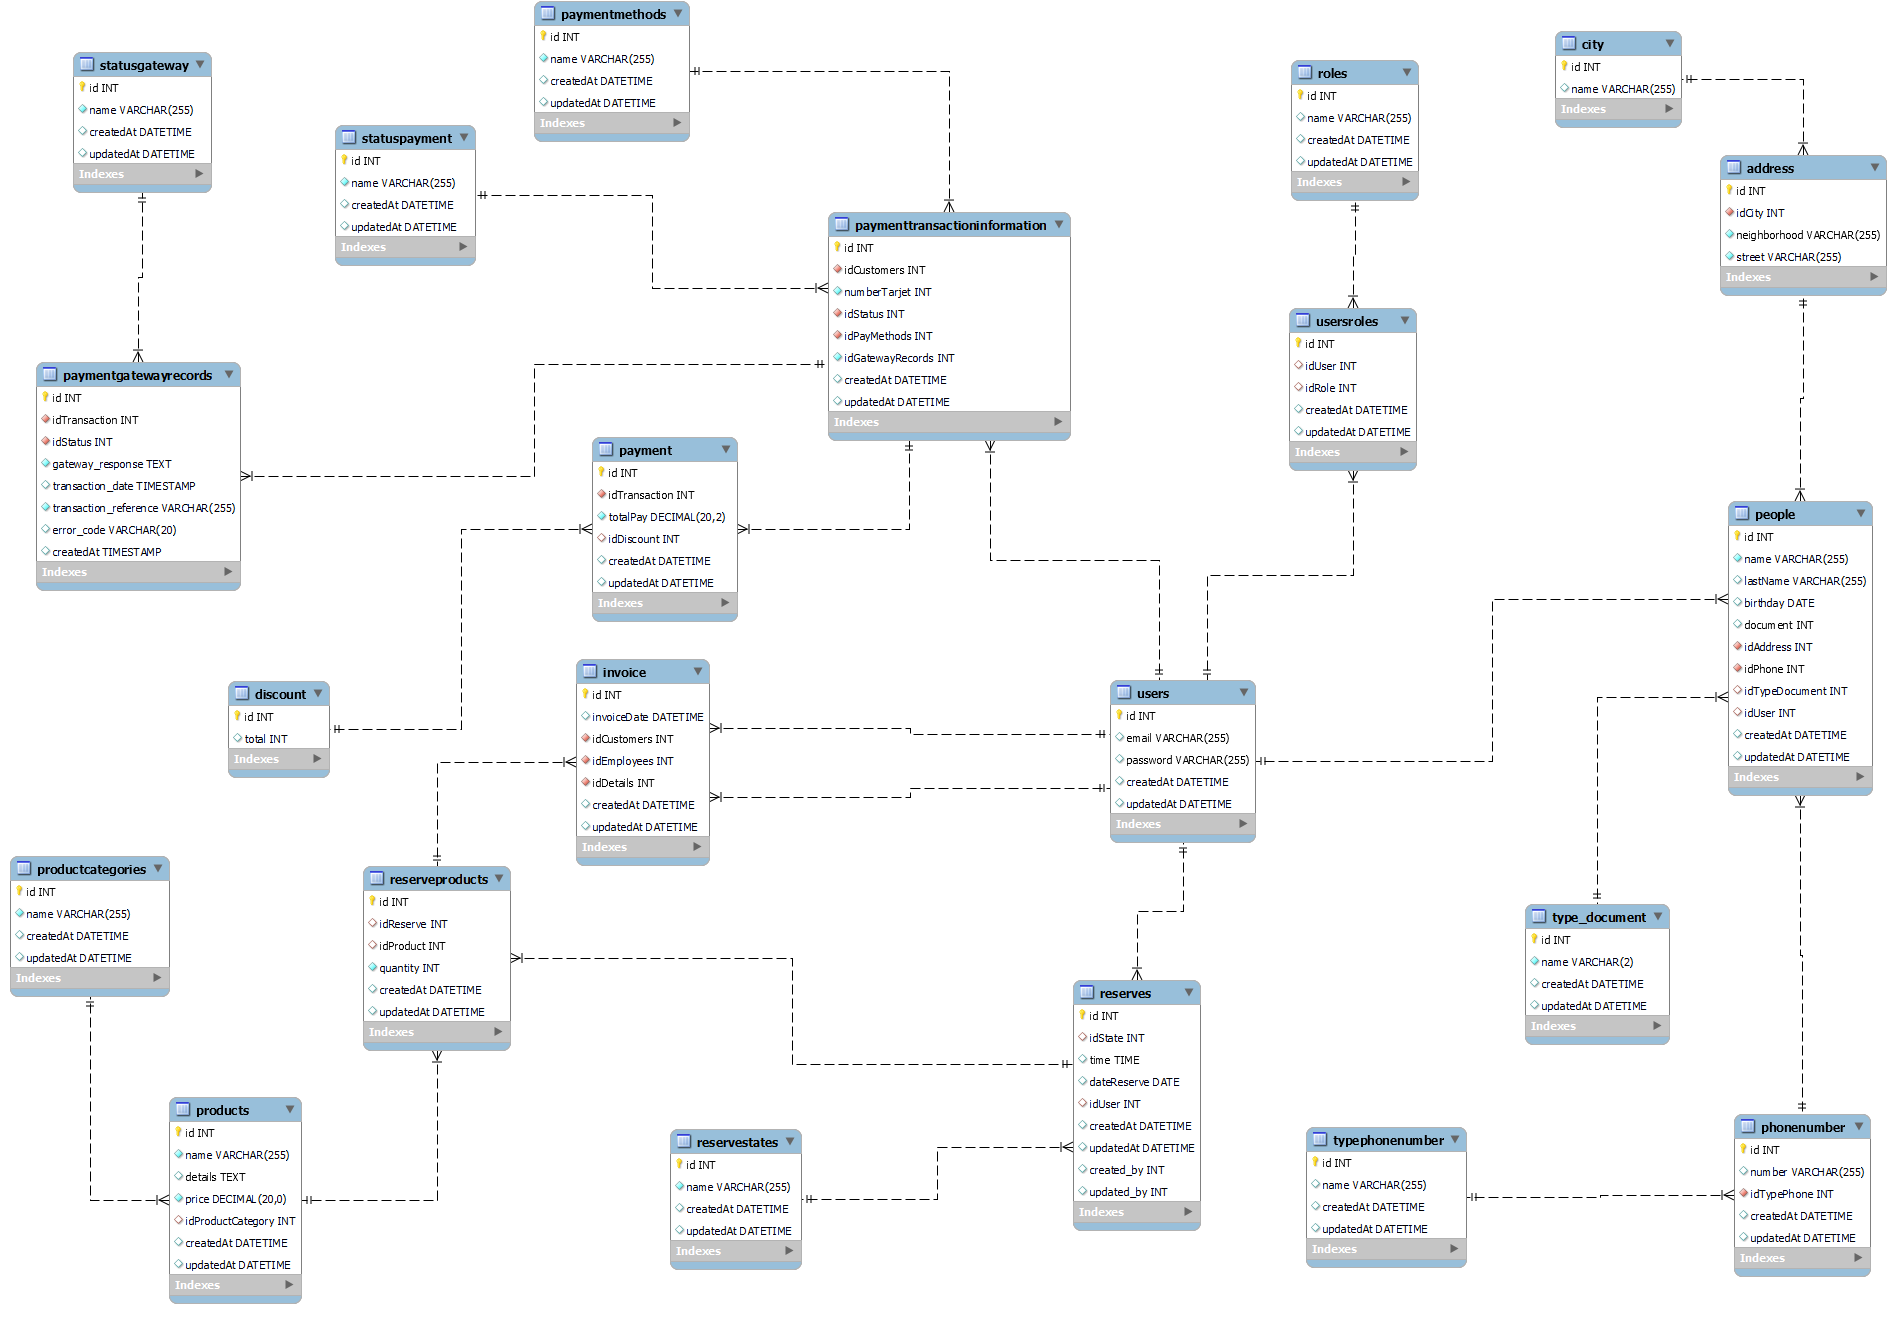 paymentmethods
id INT
name VARCHAR(255)
createdAt DATETIME
updatedAt DATETIME
Indexes
statusgateway
id INT
name VARCHAR(255)
createdAt DATETIME
updatedAt DATETIME
Indexes
statuspayment
id INT
name VARCHAR(255)
createdAt DATETIME
updatedAt DATETIME
Indexes
roles
id INT
name VARCHAR(255)
createdAt DATETIME
updatedAt DATETIME
Indexes
city
id INT
name VARCHAR(255)
Indexes
address
id INT
idCity INT
neighborhood VARCHAR(255)
street VARCHAR(255)
Indexes
paymenttransactioninformation
id INT
idCustomers INT
numberTarjet INT
idStatus INT
idPayMethods INT
idGatewayRecords INT
createdAt DATETIME
updatedAt DATETIME
Indexes
usersroles
id INT
idUser INT
idRole INT
createdAt DATETIME
updatedAt DATETIME
Indexes
paymentgatewayrecords
id INT
idTransaction INT
idStatus INT
gateway_response TEXT
transaction_date TIMESTAMP
transaction_reference VARCHAR(255)
error_code VARCHAR(20)
createdAt TIMESTAMP
Indexes
payment
id INT
idTransaction INT
totalPay DECIMAL(20,2)
idDiscount INT
createdAt DATETIME
updatedAt DATETIME
Indexes
people
id INT
name VARCHAR(255)
lastName VARCHAR(255)
birthday DATE
document INT
idAddress INT
idPhone INT
idTypeDocument INT
idUser INT
createdAt DATETIME
updatedAt DATETIME
Indexes
discount
id INT
total INT
Indexes
invoice
id INT
invoiceDate DATETIME
idCustomers INT
idEmployees INT
idDetails INT
createdAt DATETIME
updatedAt DATETIME
Indexes
users
id INT
email VARCHAR(255)
password VARCHAR(255)
createdAt DATETIME
updatedAt DATETIME
Indexes
productcategories
id INT
name VARCHAR(255)
createdAt DATETIME
updatedAt DATETIME
Indexes
reserveproducts
id INT
idReserve INT
idProduct INT
quantity INT
createdAt DATETIME
updatedAt DATETIME
Indexes
type_document
id INT
name VARCHAR(2)
createdAt DATETIME
updatedAt DATETIME
Indexes
reserves
id INT
idState INT
time TIME
dateReserve DATE
idUser INT
createdAt DATETIME
updatedAt DATETIME
created_by INT
updated_by INT
Indexes
products
id INT
name VARCHAR(255)
details TEXT
price DECIMAL(20,0)
idProductCategory INT
createdAt DATETIME
updatedAt DATETIME
Indexes
reservestates
id INT
name VARCHAR(255)
createdAt DATETIME
updatedAt DATETIME
Indexes
typephonenumber
id INT
name VARCHAR(255)
createdAt DATETIME
updatedAt DATETIME
Indexes
phonenumber
id INT
number VARCHAR(255)
idTypePhone INT
createdAt DATETIME
updatedAt DATETIME
Indexes